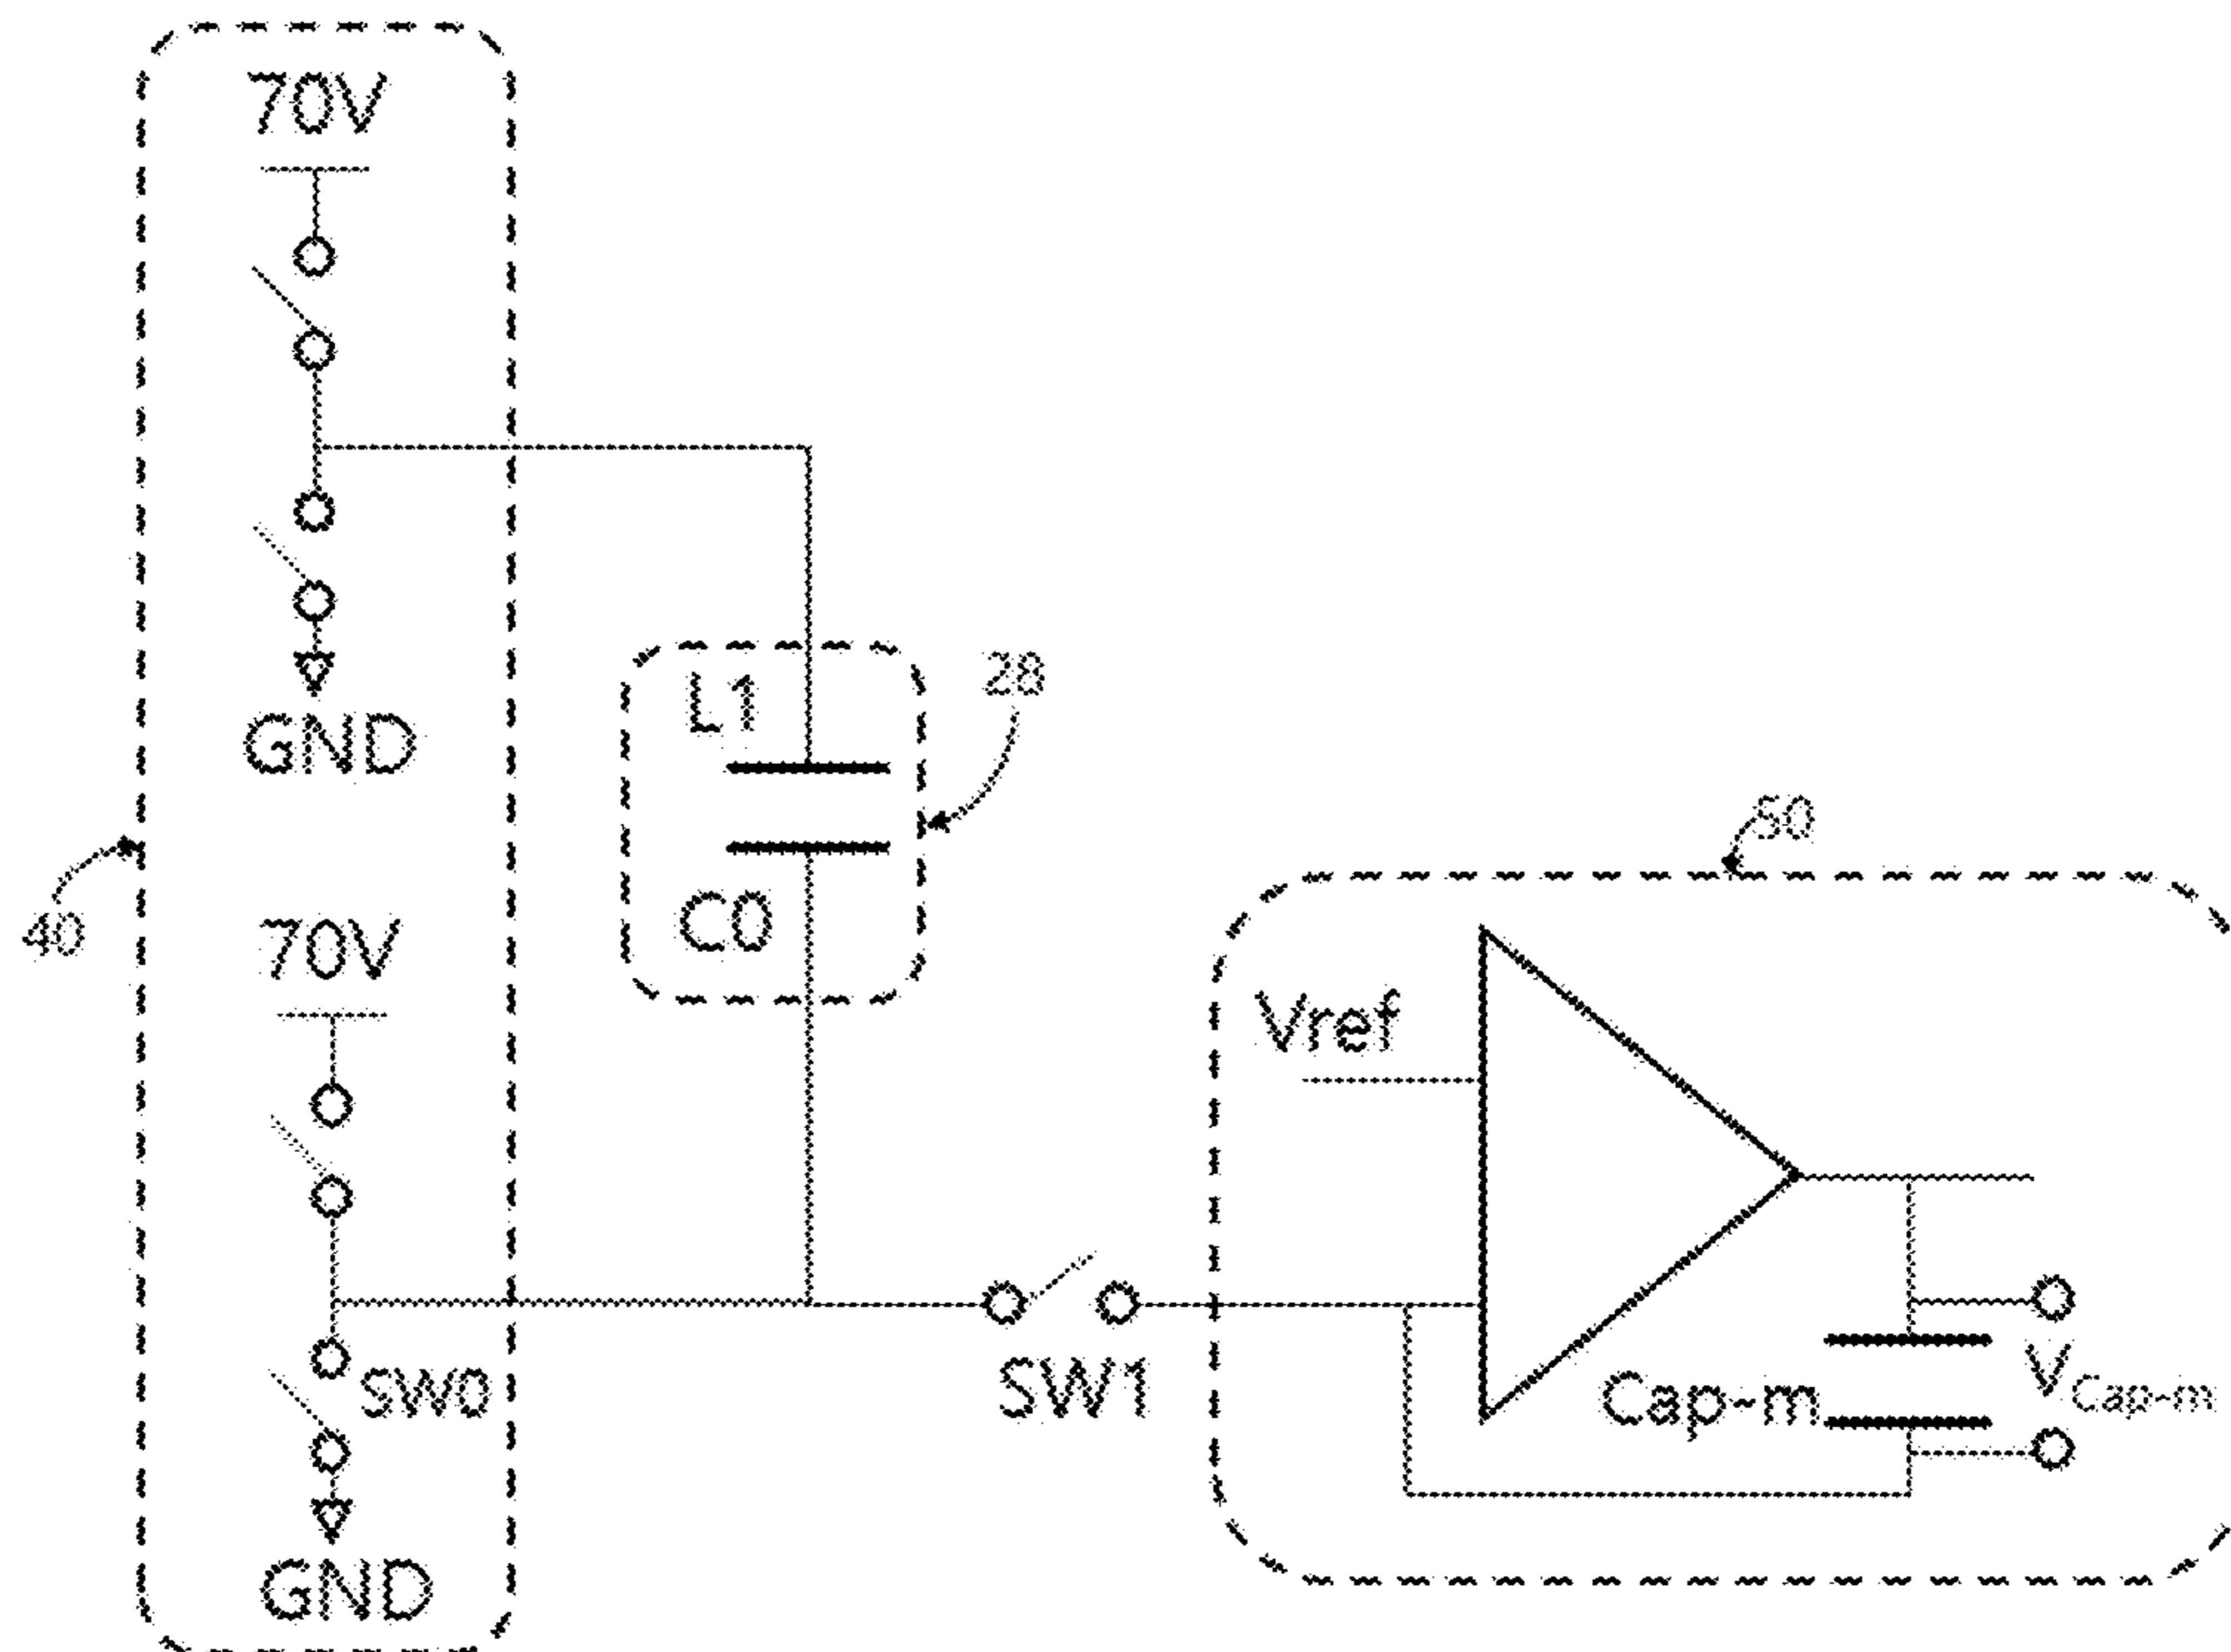 70V
GND
L1
28
C0
40
50
70V
Vref
SW0
SW1
Cap-m
VCap-m
GND